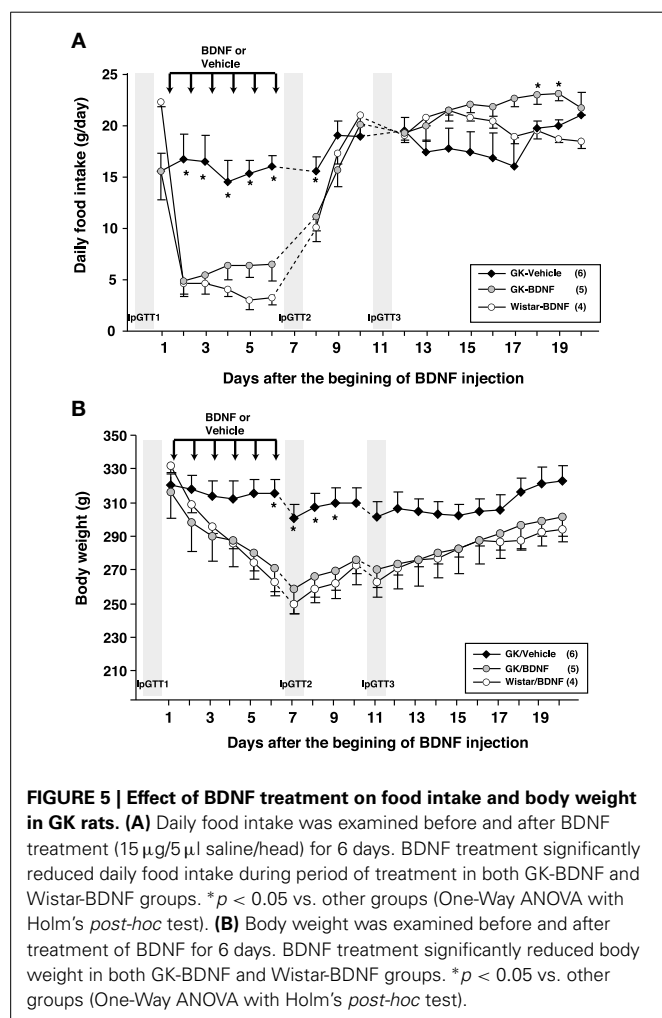 A
BDNF or
Vehicle
Daily food intake (g/day)
25
20
15
10
5
0
* * * * * * * *
IpGTT1 IpGTT2 IpGTT3
GK-Vehicle (6)
GK-BDNF (5)
Wistar-BDNF (4)
1 3 5 7 9 11 13 15 17 19
Days after the begining of BDNF injection
B
BDNF or
Vehicle
Body weight (g)
350
330
310
290
270
250
230
210
* * * *
IpGTT1 IpGTT2 IpGTT3
GK/Vehicle (6)
GK/BDNF (5)
Wistar/BDNF (4)
1 3 5 7 9 11 13 15 17 19
Days after the begining of BDNF injection
FIGURE 5 | Effect of BDNF treatment on food intake and body weight
in GK rats. (A) Daily food intake was examined before and after BDNF
treatment (15 μg/5 μl saline/head) for 6 days. BDNF treatment significantly
reduced daily food intake during period of treatment in both GK-BDNF and
Wistar-BDNF groups. *p < 0.05 vs. other groups (One-Way ANOVA with
Holm's post-hoc test). (B) Body weight was examined before and after
treatment of BDNF for 6 days. BDNF treatment significantly reduced body
weight in both GK-BDNF and Wistar-BDNF groups. *p < 0.05 vs. other
groups (One-Way ANOVA with Holm's post-hoc test).